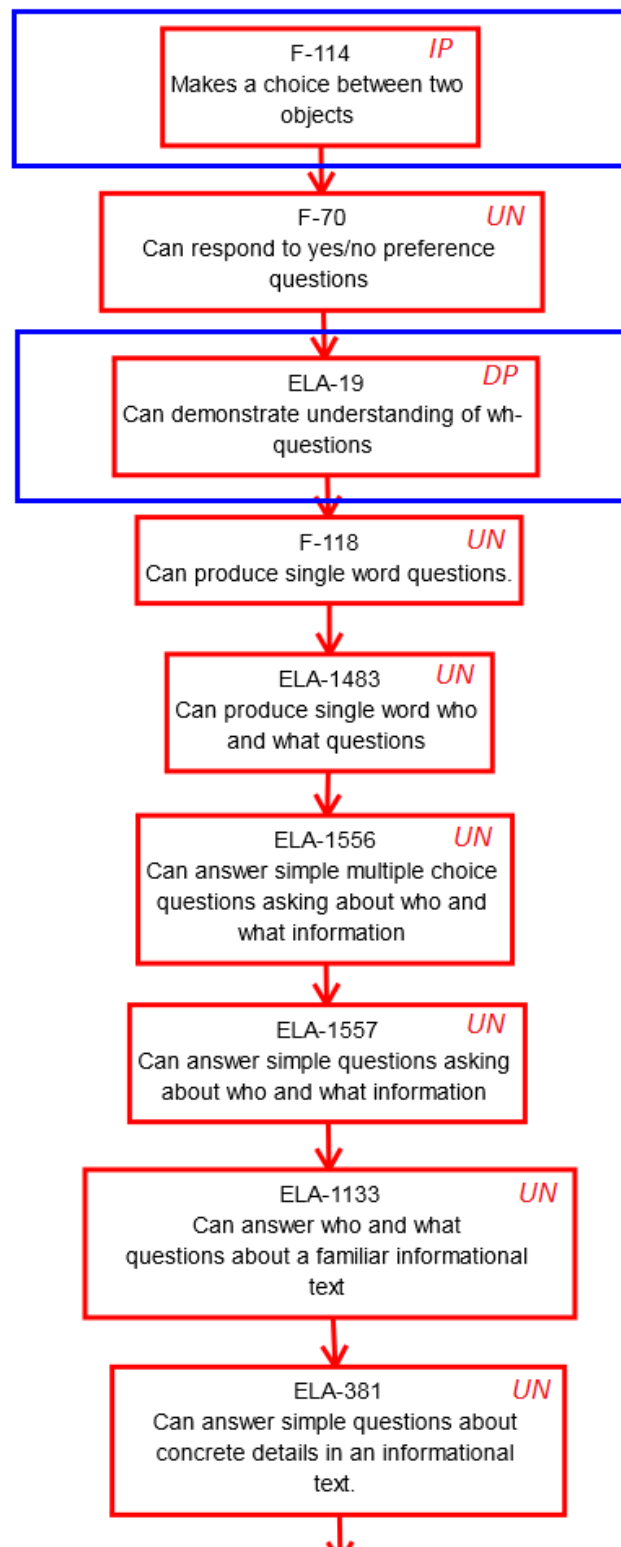 F-114 IP
Makes a choice between two
objects
F-70 UN
Can respond to yes/no preference
questions
ELA-19 DP
Can demonstrate understanding of wh-
questions
F-118 UN
Can produce single word questions.
ELA-1483 UN
Can produce single word who
and what questions
ELA-1556 UN
Can answer simple multiple choice
questions asking about who and
what information
ELA-1557 UN
Can answer simple questions asking
about who and what information
ELA-1133 UN
Can answer who and what
questions about a familiar informational
text
ELA-381 UN
Can answer simple questions about
concrete details in an informational
text.